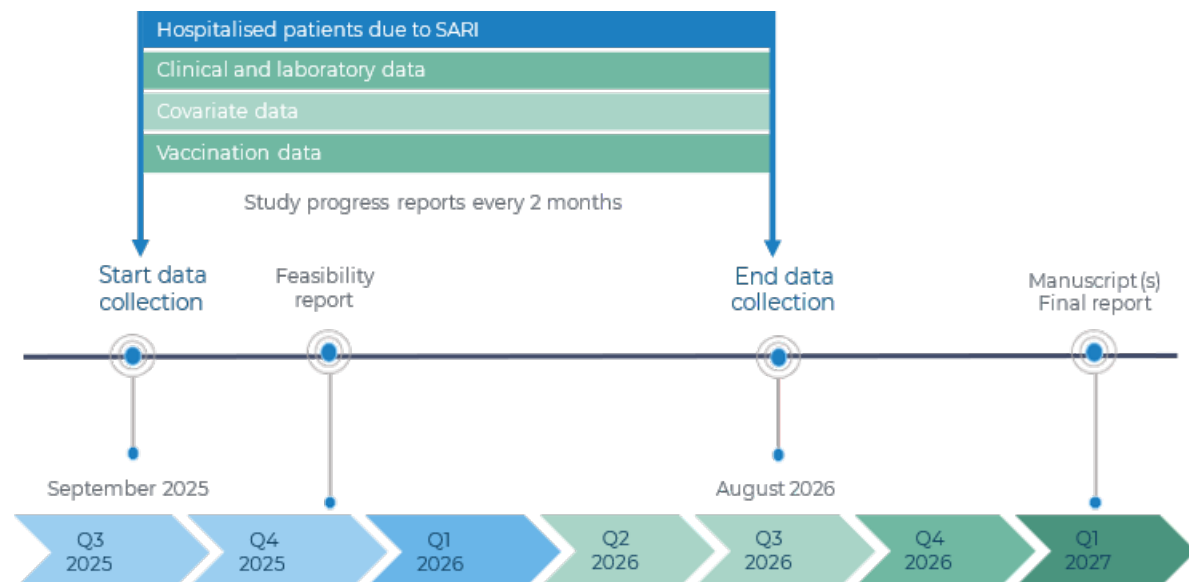 Hospitalised patients due to SARI
Clinical and laboratory data
Covariate data
Vaccination data
Study progress reports every 2 months
Start data
collection
Feasibility
report
End data
collection
Manuscript(s)
Final report
September 2025
August 2026
Q3
2025
Q4
2025
Q1
2026
Q2
2026
Q3
2026
Q4
2026
Q1
2027